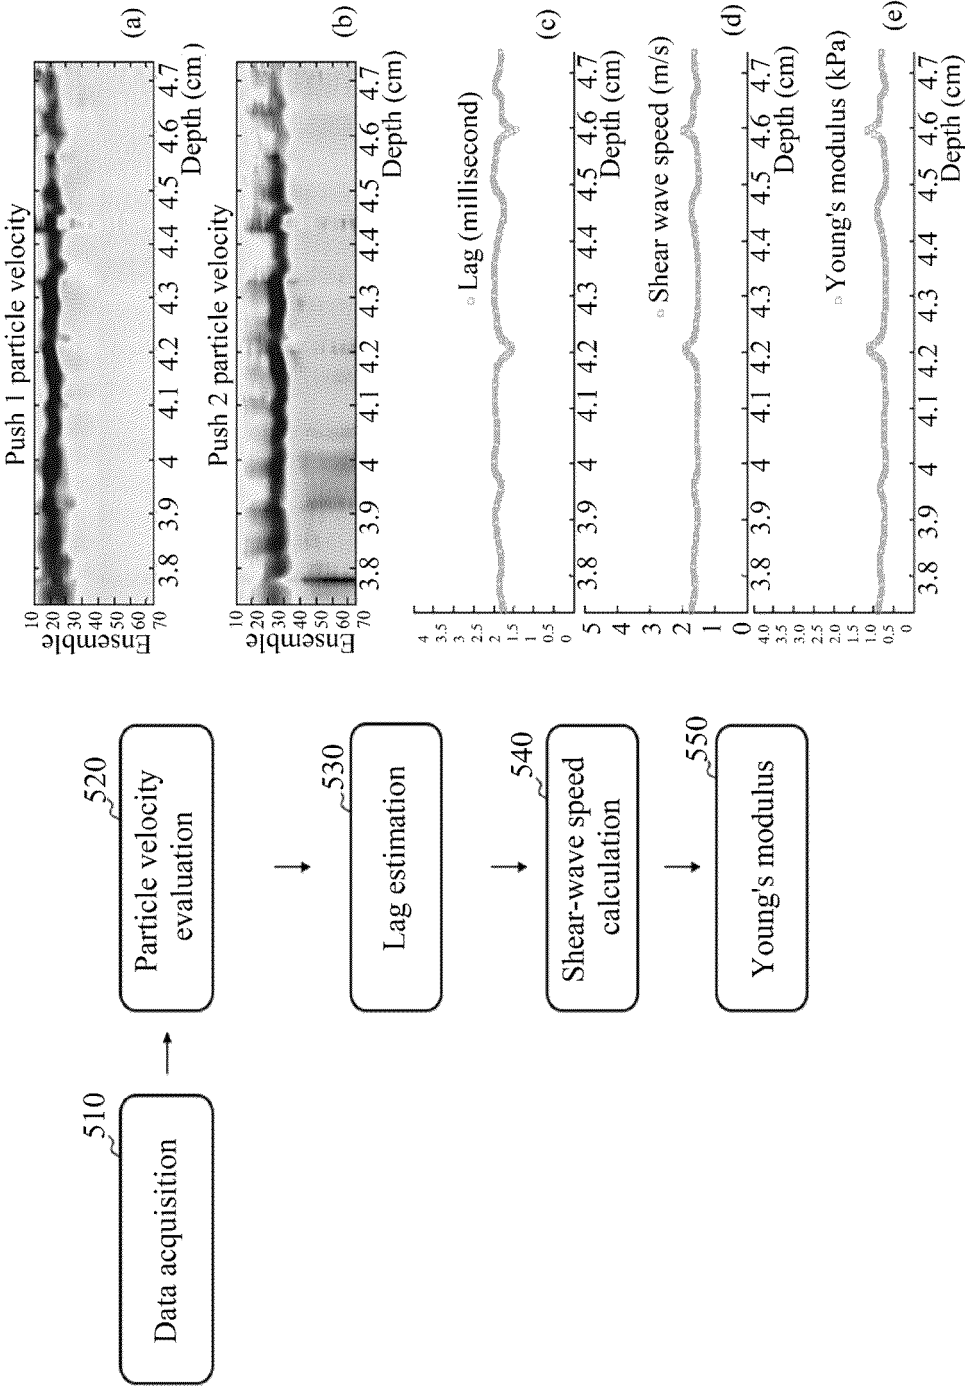 510
Data acquisition
520
Particle velocity
evaluation
530
Lag estimation
540
Shear-wave speed
calculation
550
Young's modulus
Push 1 particle velocity
Ensemble
10
20
30
40
50
60
70
3.8 3.9 4 4.1 4.2 4.3 4.4 4.5 4.6 4.7
Depth (cm)
(a)
Push 2 particle velocity
Ensemble
10
20
30
40
50
60
70
3.8 3.9 4 4.1 4.2 4.3 4.4 4.5 4.6 4.7
Depth (cm)
(b)
Lag (millisecond)
4
3.5
3
2.5
2
1.5
1
0
3.8 3.9 4 4.1 4.2 4.3 4.4 4.5 4.6 4.7
Depth (cm)
(c)
Shear wave speed (m/s)
5
4
3
2
1
0
3.8 3.9 4 4.1 4.2 4.3 4.4 4.5 4.6 4.7
Depth (cm)
(d)
Young's modulus (kPa)
4.0
3.5
3.0
2.5
2.0
1.5
1.0
0.5
0
3.8 3.9 4 4.1 4.2 4.3 4.4 4.5 4.6 4.7
Depth (cm)
(e)